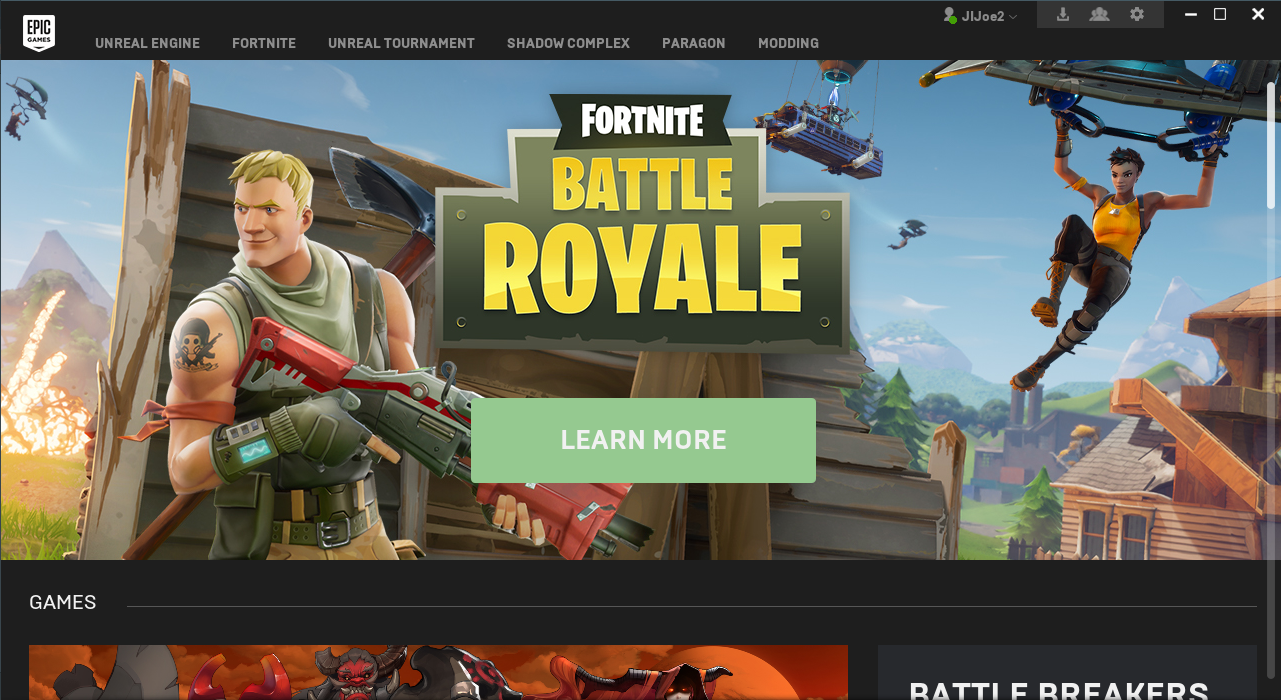 EPIC
GAMES
JIJoe2
UNREAL ENGINE
FORTNITE
UNREAL TOURNAMENT
SHADOW COMPLEX
PARAGON
MODDING
FORTNITE
BATTLE
ROYALE
LEARN MORE
GAMES
BATTLE BREAKERS